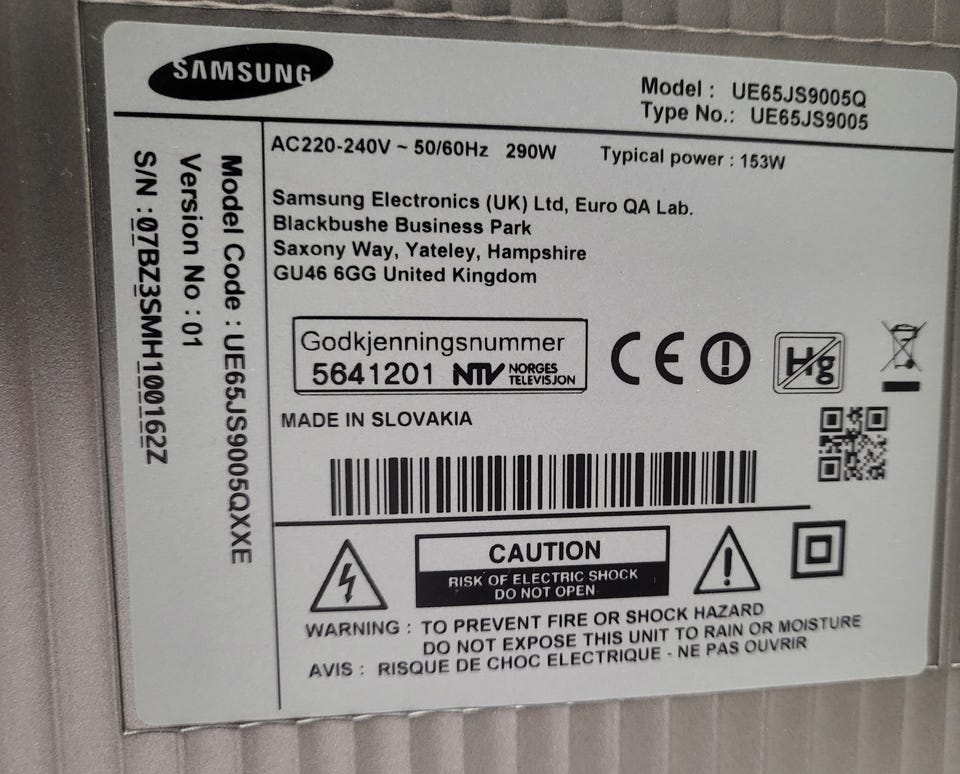 SAMSUNG
Model : UE65JS9005Q
Type No.: UE65JS9005
AC220-240V ~ 50/60Hz 290W Typical power : 153W
Samsung Electronics (UK) Ltd, Euro QA Lab.
Blackbushe Business Park
Saxony Way, Yateley, Hampshire
GU46 6GG United Kingdom
Godkjenningsnummer
5641201 NTV NORGES TELEVISJON
CE
Hg
MADE IN SLOVAKIA
CAUTION
RISK OF ELECTRIC SHOCK
DO NOT OPEN
WARNING : TO PREVENT FIRE OR SHOCK HAZARD
DO NOT EXPOSE THIS UNIT TO RAIN OR MOISTURE
AVIS : RISQUE DE CHOC ELECTRIQUE - NE PAS OUVRIR
Model Code : UE65JS9005QXXE
Version No : 01
S/N : 07BZ3SMH100162Z